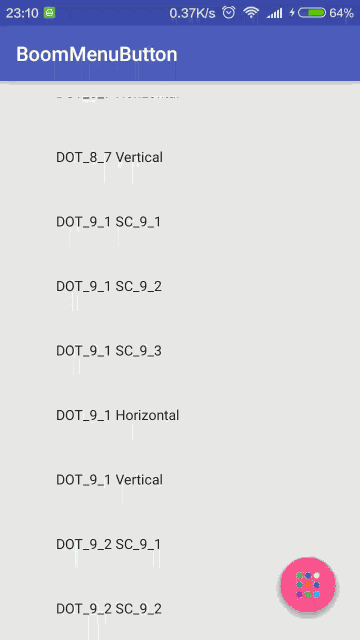 23:10 0.37K/s 64%
BoomMenuButton
DOT_8_7 Vertical
DOT_9_1 SC_9_1
DOT_9_1 SC_9_2
DOT_9_1 SC_9_3
DOT_9_1 Horizontal
DOT_9_1 Vertical
DOT_9_2 SC_9_1
DOT_9_2 SC_9_2